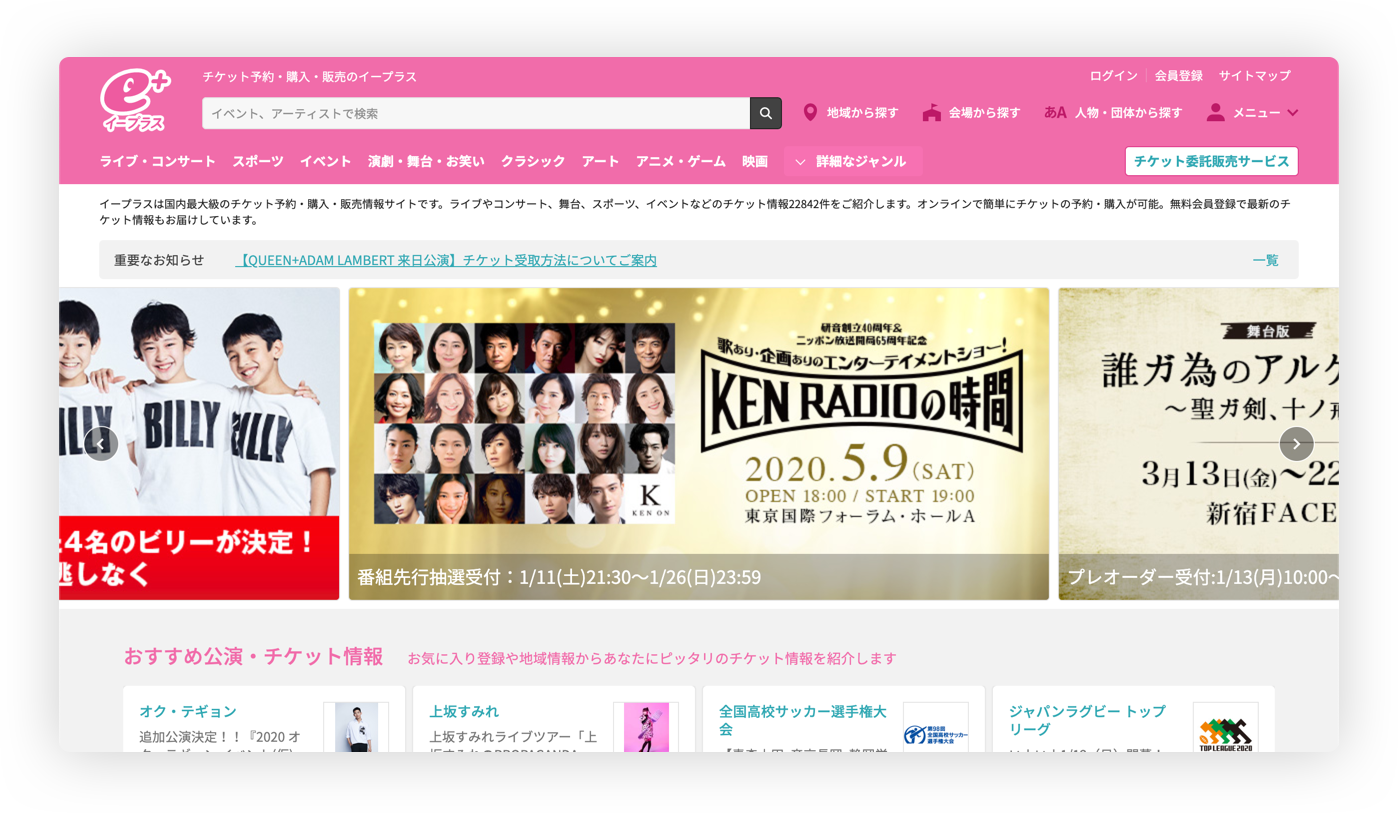 e+
イープラス
チケット予約・購入・販売のイープラス
ログイン
会員登録
サイトマップ
イベント、アーティストで検索
地域から探す
会場から探す
あA 人物・団体から探す
メニュー
ライブ・コンサート
スポーツ
イベント
演劇・舞台・お笑い
クラシック
アート
アニメ・ゲーム
映画
詳細なジャンル
チケット委託販売サービス
イープラスは国内最大級のチケット予約・購入・販売情報サイトです。ライブやコンサート、舞台、スポーツ、イベントなどのチケット情報22842件をご紹介します。オンラインで簡単にチケットの予約・購入が可能。無料会員登録で最新のチ
ケット情報もお届けしています。
重要なお知らせ
【QUEEN+ADAM LAMBERT 来日公演】チケット受取方法についてご案内
一覧
BILLY
BILLY
4名のビリーが決定！
逃しなく
研音創立40周年&
ニッポン放送開局65周年記念
歌あり・企画ありのエンターテイメントショー!
KEN RADIOの時間
2020.5.9(SAT)
OPEN 18:00 / START 19:00
東京国際フォーラム・ホールA
K
KEN ON
番組先行抽選受付：1/11(土)21:30〜1/26(日)23:59
舞台版
誰ガ為のアルケ
〜聖ガ剣、十ノ戒
3月13日(金)〜22
新宿FACE
プレオーダー受付:1/13(月)10:00〜
おすすめ公演・チケット情報
お気に入り登録や地域情報からあなたにピッタリのチケット情報を紹介します
オク・テギョン
追加公演決定！！『2020 オ
上坂すみれ
上坂すみれライブツアー「上
全国高校サッカー選手権大
会
第98回
全国高校サッカー
選手権大会
ジャパンラグビー トップ
リーグ
TOP LEAGUE 2020